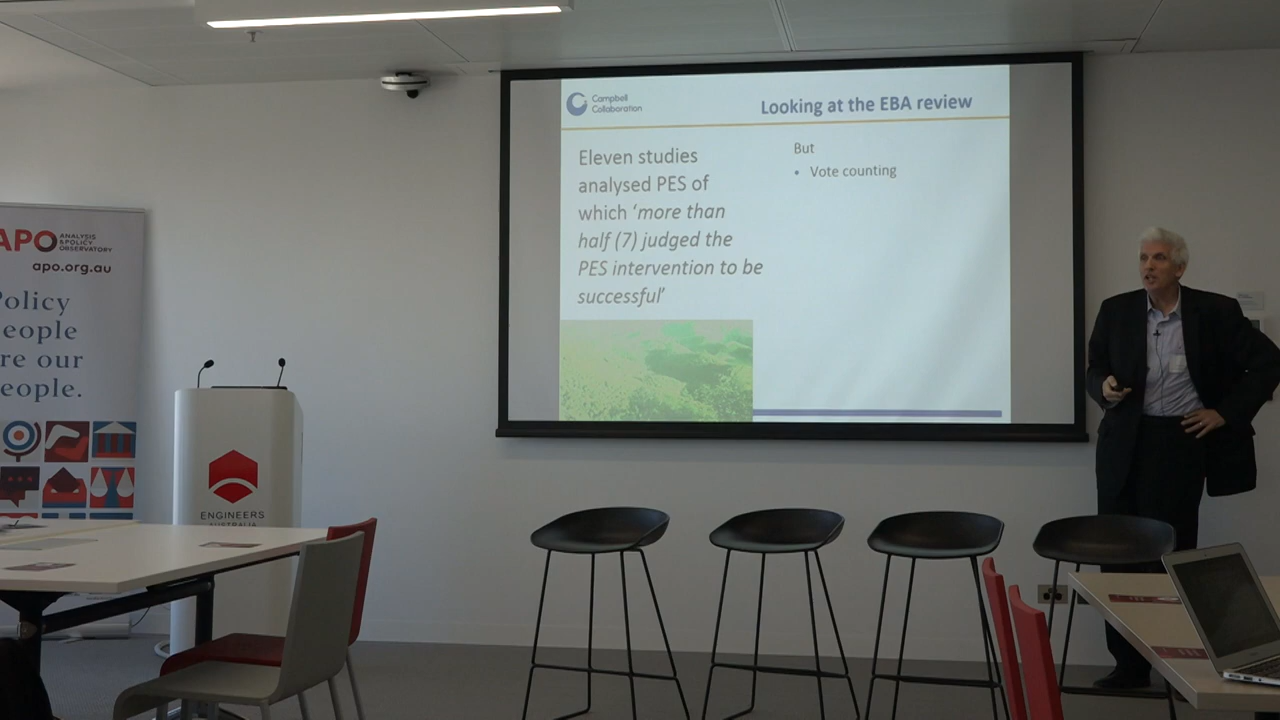 Campbell
Collaboration
Looking at the EBA review
Eleven studies
analysed PES of
which ‘more than
half (7) judged the
PES intervention to be
successful’
But
• Vote counting
APO
ANALYSIS
&POLICY
OBSERVATORY
apo.org.au
Policy
eople
re our
eople.
ENGINEERS
AUSTRALIA